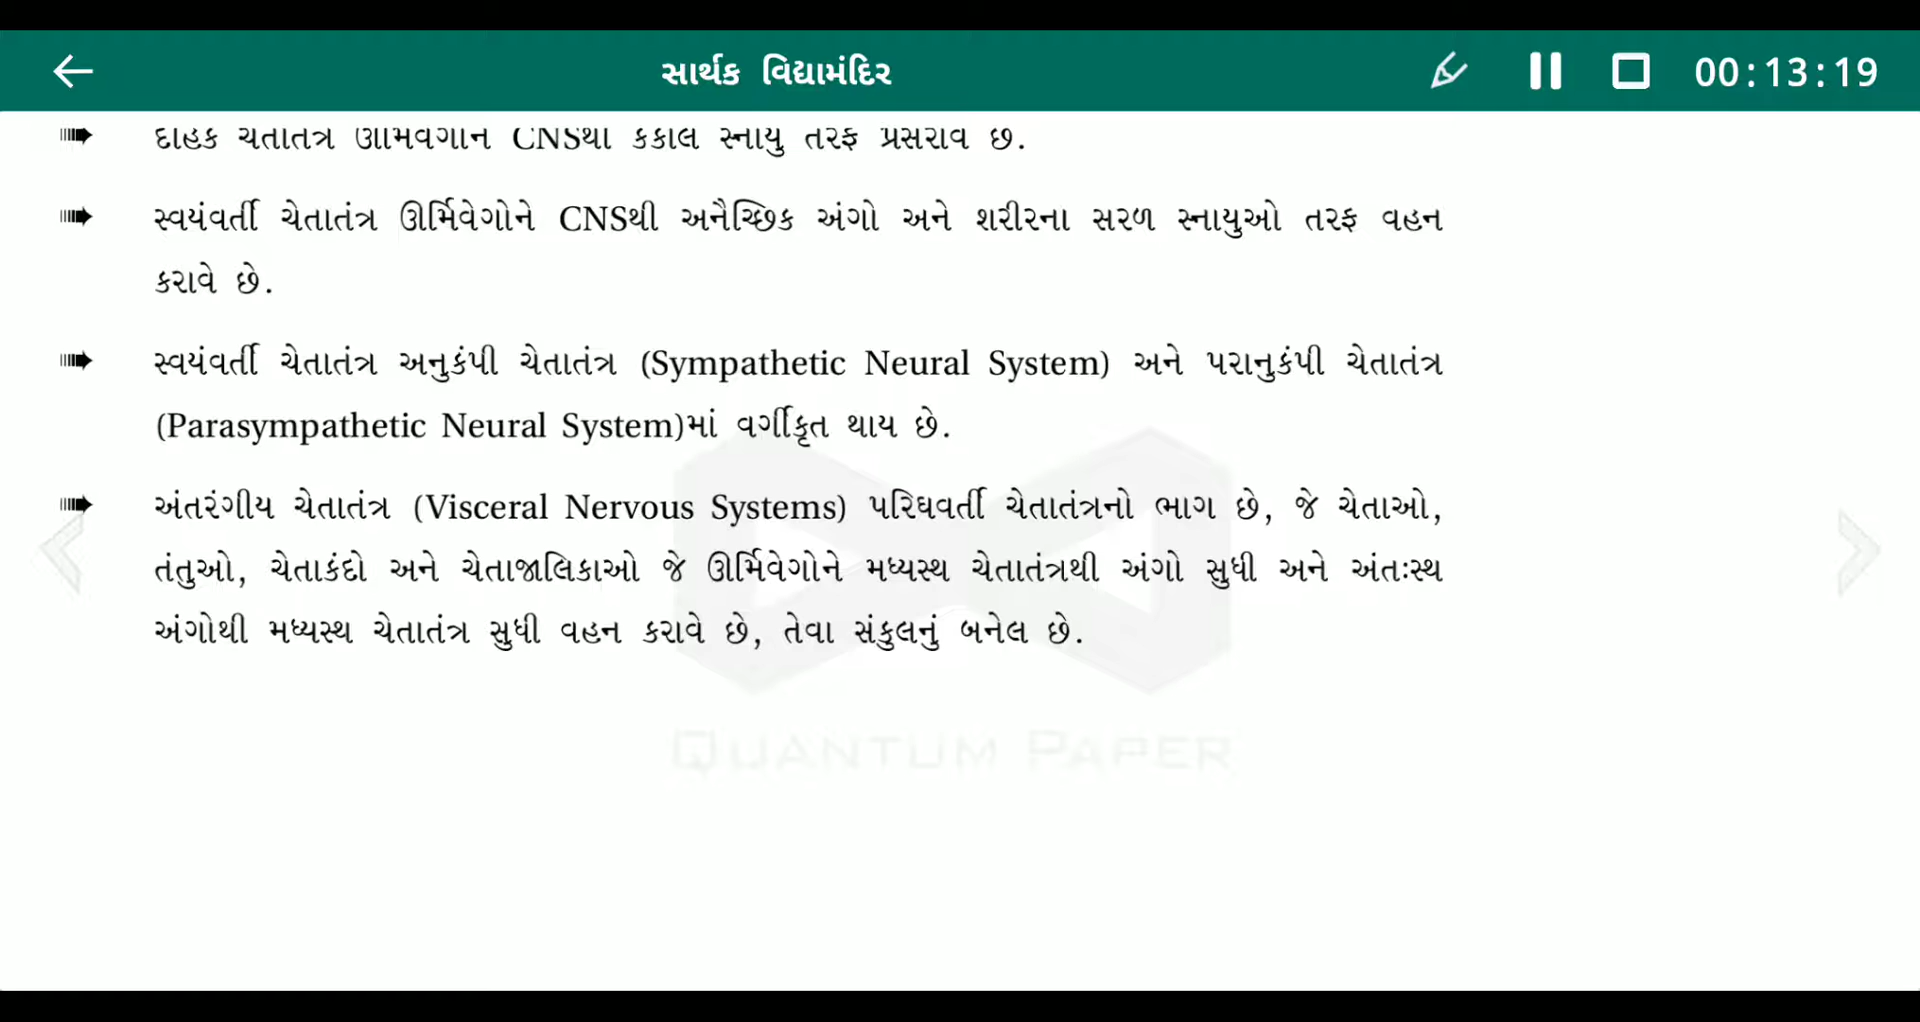 સાર્થક વિદ્યામંદિર
00:13:19
દૈહિક ચેતાતંત્ર ઊર્મિવેગોને CNSથી કંકાલ સ્નાયુ તરફ પ્રસરાવે છે.
સ્વયંવર્તી ચેતાતંત્ર ઊર્મિવેગોને CNSથી અનૈચ્છિક અંગો અને શરીરના સરળ સ્નાયુઓ તરફ વહન
કરાવે છે.
સ્વયંવર્તી ચેતાતંત્ર અનુકંપી ચેતાતંત્ર (Sympathetic Neural System) અને પરાનુકંપી ચેતાતંત્ર
(Parasympathetic Neural System)માં વર્ગીકૃત થાય છે.
અંતરંગીય ચેતાતંત્ર (Visceral Nervous Systems) પરિઘવર્તી ચેતાતંત્રનો ભાગ છે, જે ચેતાઓ,
તંતુઓ, ચેતાકંદો અને ચેતાજાલિકાઓ જે ઊર્મિવેગોને મધ્યસ્થ ચેતાતંત્રથી અંગો સુધી અને અંતઃસ્થ
અંગોથી મધ્યસ્થ ચેતાતંત્ર સુધી વહન કરાવે છે, તેવા સંકુલનું બનેલ છે.
QUANTUM PAPER